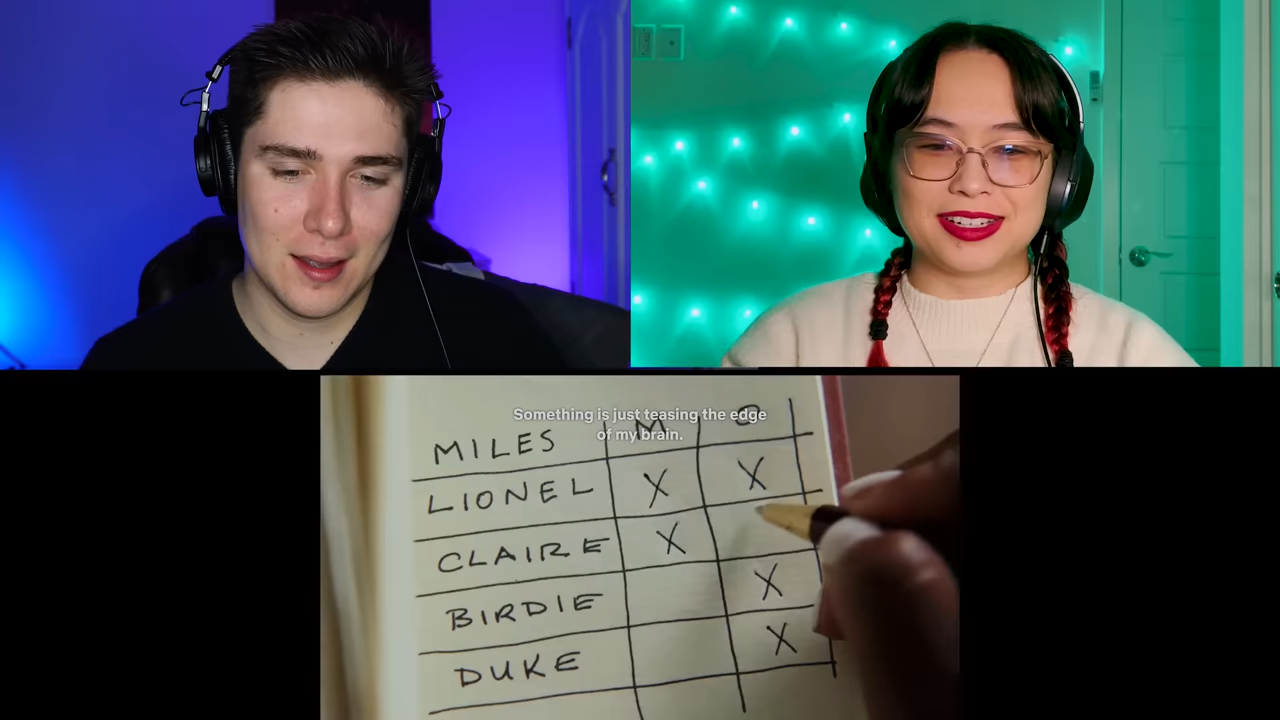 Something is just teasing the edge
of my brain.
MILES M O
LIONEL X X
CLAIRE X
BIRDIE X
DUKE X